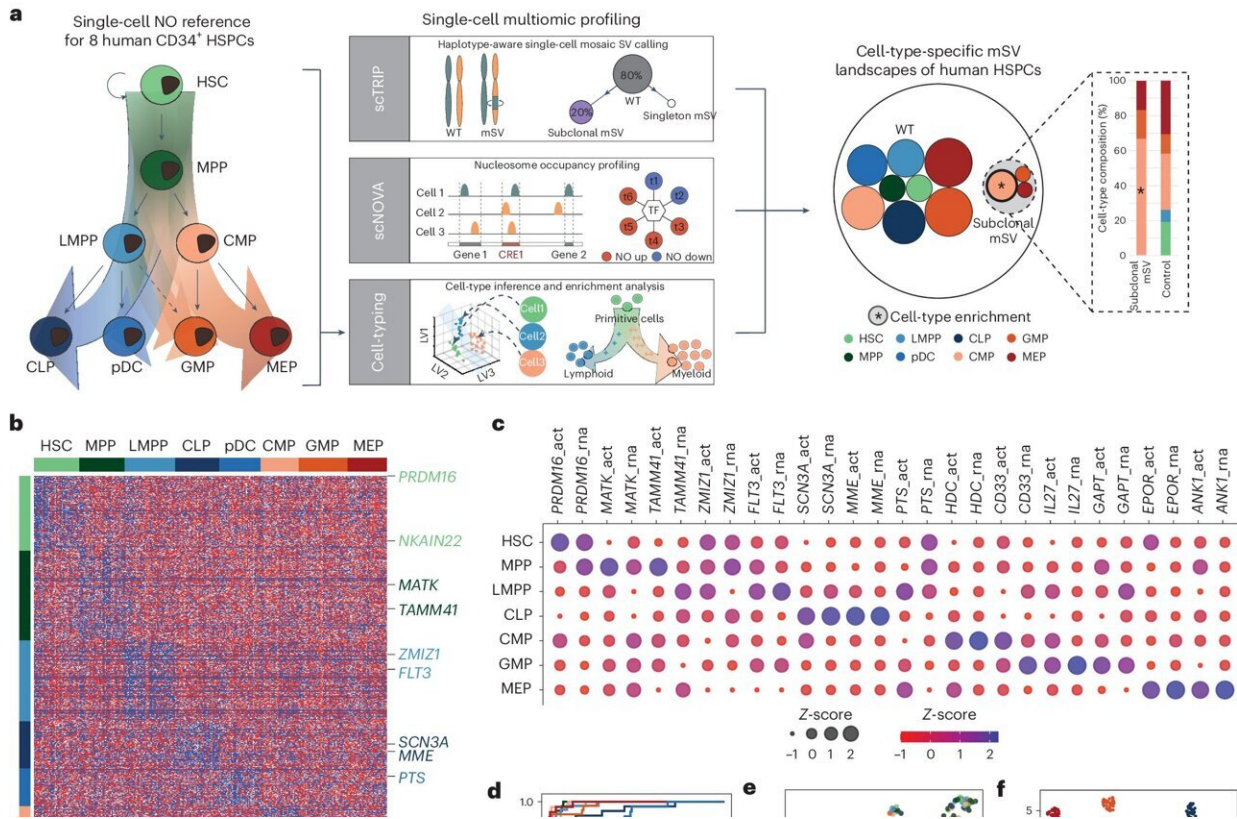 a
Single-cell NO reference
for 8 human CD34+ HSPCs
HSC
MPP
LMPP
CMP
CLP
pDC
GMP
MEP
Single-cell multiomic profiling
scTRIP
Haplotype-aware single-cell mosaic SV calling
WT
mSV
80%
WT
20%
Subclonal mSV
Singleton mSV
scNOVA
Nucleosome occupancy profiling
Cell 1
Cell 2
Cell 3
Gene 1
CRE1
Gene 2
t1
t2
t3
t4
t5
t6
TF
NO up
NO down
Cell-typing
Cell-type inference and enrichment analysis
LV1
LV2
LV3
Cell1
Cell2
Cell3
Primitive cells
Lymphoid
Myeloid
Cell-type-specific mSV
landscapes of human HSPCs
WT
*
Subclonal
mSV
Cell-type composition (%)
100
80
60
40
20
0
*
Subclonal
mSV
Control
* Cell-type enrichment
HSC LMPP CLP GMP
MPP pDC CMP MEP
b
HSC MPP LMPP CLP pDC CMP GMP MEP
PRDM16
NKAIN22
MATK
TAMM41
ZMIZ1
FLT3
SCN3A
MME
PTS
c
PRDM16_act
PRDM16_rna
MATK_act
MATK_rna
TAMM41_act
TAMM41_rna
ZMIZ1_act
ZMIZ1_rna
FLT3_act
FLT3_rna
SCN3A_act
SCN3A_rna
MME_act
MME_rna
PTS_act
PTS_rna
HDC_act
HDC_rna
CD33_act
CD33_rna
IL27_act
IL27_rna
GAPT_act
GAPT_rna
EPOR_act
EPOR_rna
ANK1_act
ANK1_rna
HSC
MPP
LMPP
CLP
CMP
GMP
MEP
Z-score
−1 0 1 2
Z-score
−1 0 1 2
d
1.0
e
f
5